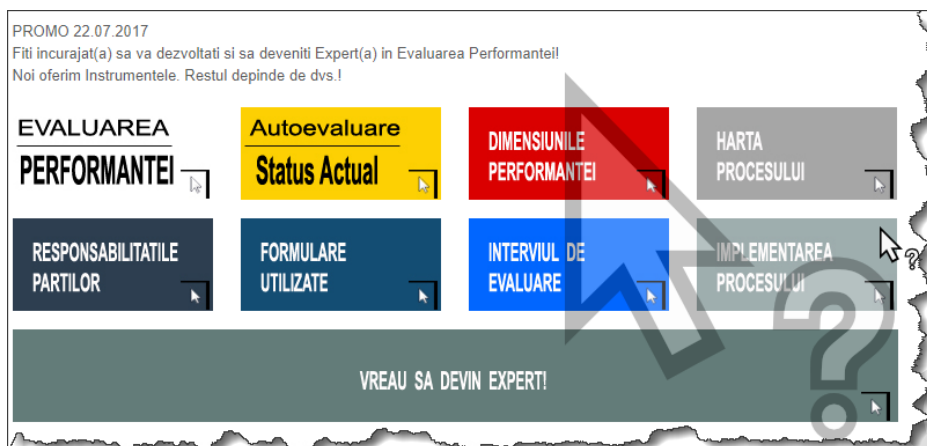 PROMO 22.07.2017
Fiti incurajat(a) sa va dezvoltati si sa deveniti Expert(a) in Evaluarea Performantei!
Noi oferim Instrumentele. Restul depinde de dvs.!
EVALUAREA
PERFORMANTEI
Autoevaluare
Status Actual
DIMENSIUNILE
PERFORMANTEI
HARTA
PROCESULUI
RESPONSABILITATILE
PARTILOR
FORMULARE
UTILIZATE
INTERVIUL DE
EVALUARE
IMPLEMENTAREA
PROCESULUI
VREAU SA DEVIN EXPERT!